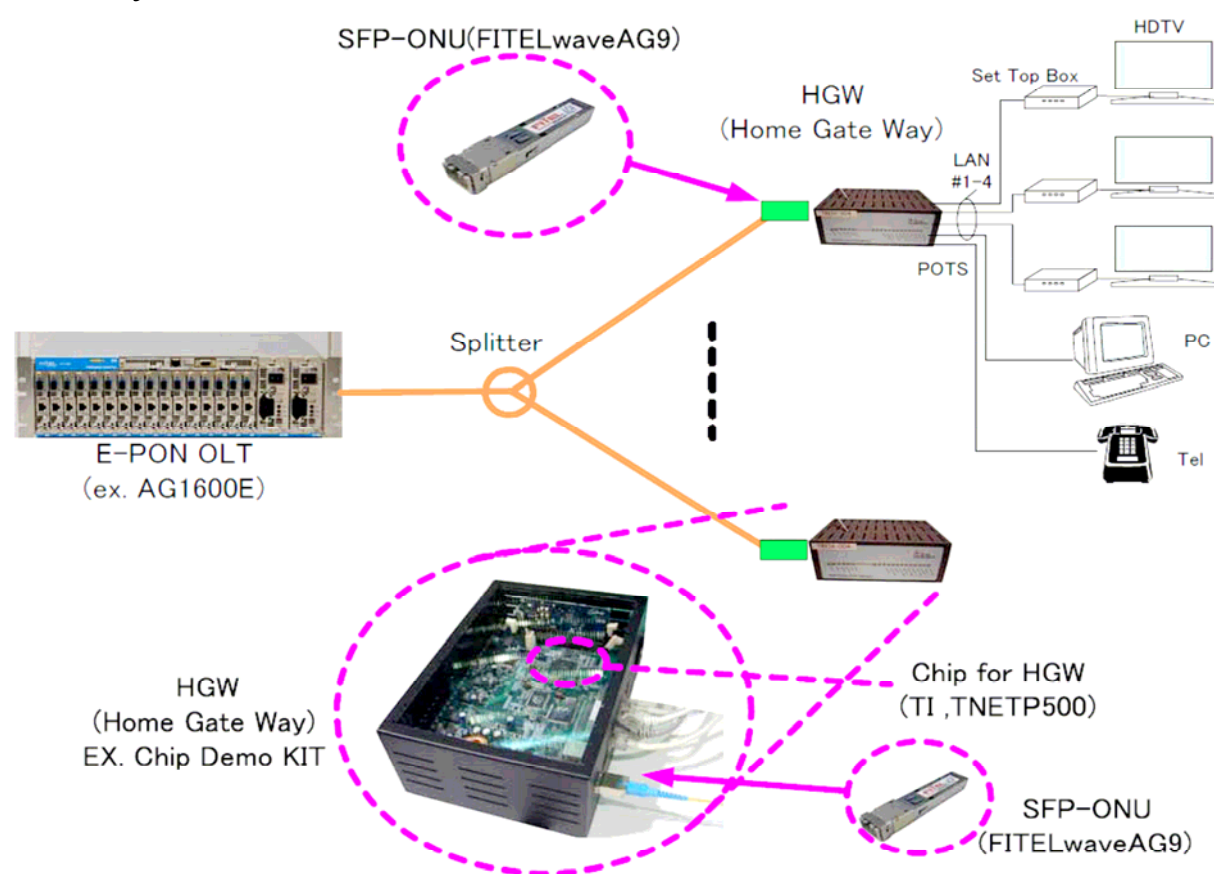 SFP-ONU(FITELwaveAG9)
HDTV
Set Top Box
HGW
(Home Gate Way)
LAN
#1-4
FITEL
POTS
PC
Splitter
Tel
E-PON OLT
(ex. AG1600E)
HGW
(Home Gate Way)
EX. Chip Demo KIT
Chip for HGW
(TI ,TNETP500)
SFP-ONU
(FITELwaveAG9)